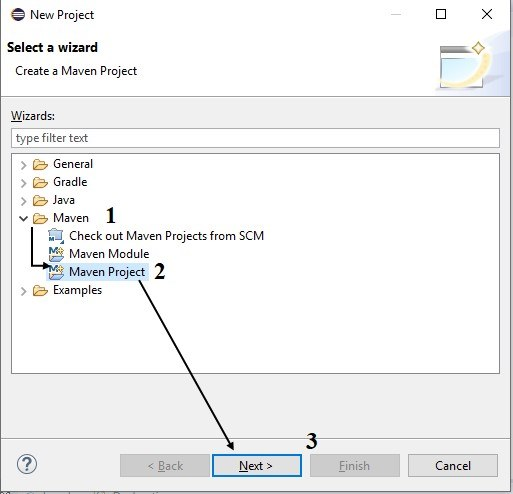 New Project
Select a wizard
Create a Maven Project
Wizards:
type filter text
General
Gradle
Java
Maven 1
Check out Maven Projects from SCM
Maven Module
Maven Project 2
Examples
3
< Back Next > Finish Cancel